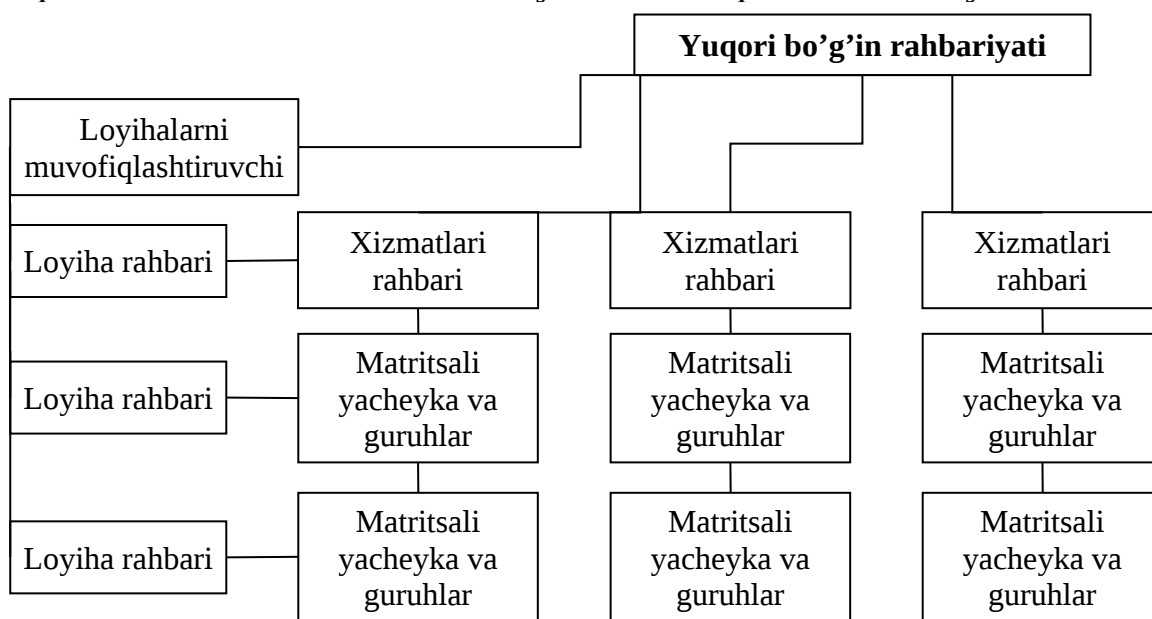 Yuqori bo’g’in rahbariyati
Loyihalarni
muvofiqlashtiruvchi
Loyiha rahbari
Xizmatlari
rahbari
Xizmatlari
rahbari
Xizmatlari
rahbari
Loyiha rahbari
Matritsali
yacheyka va
guruhlar
Matritsali
yacheyka va
guruhlar
Matritsali
yacheyka va
guruhlar
Loyiha rahbari
Matritsali
yacheyka va
guruhlar
Matritsali
yacheyka va
guruhlar
Matritsali
yacheyka va
guruhlar